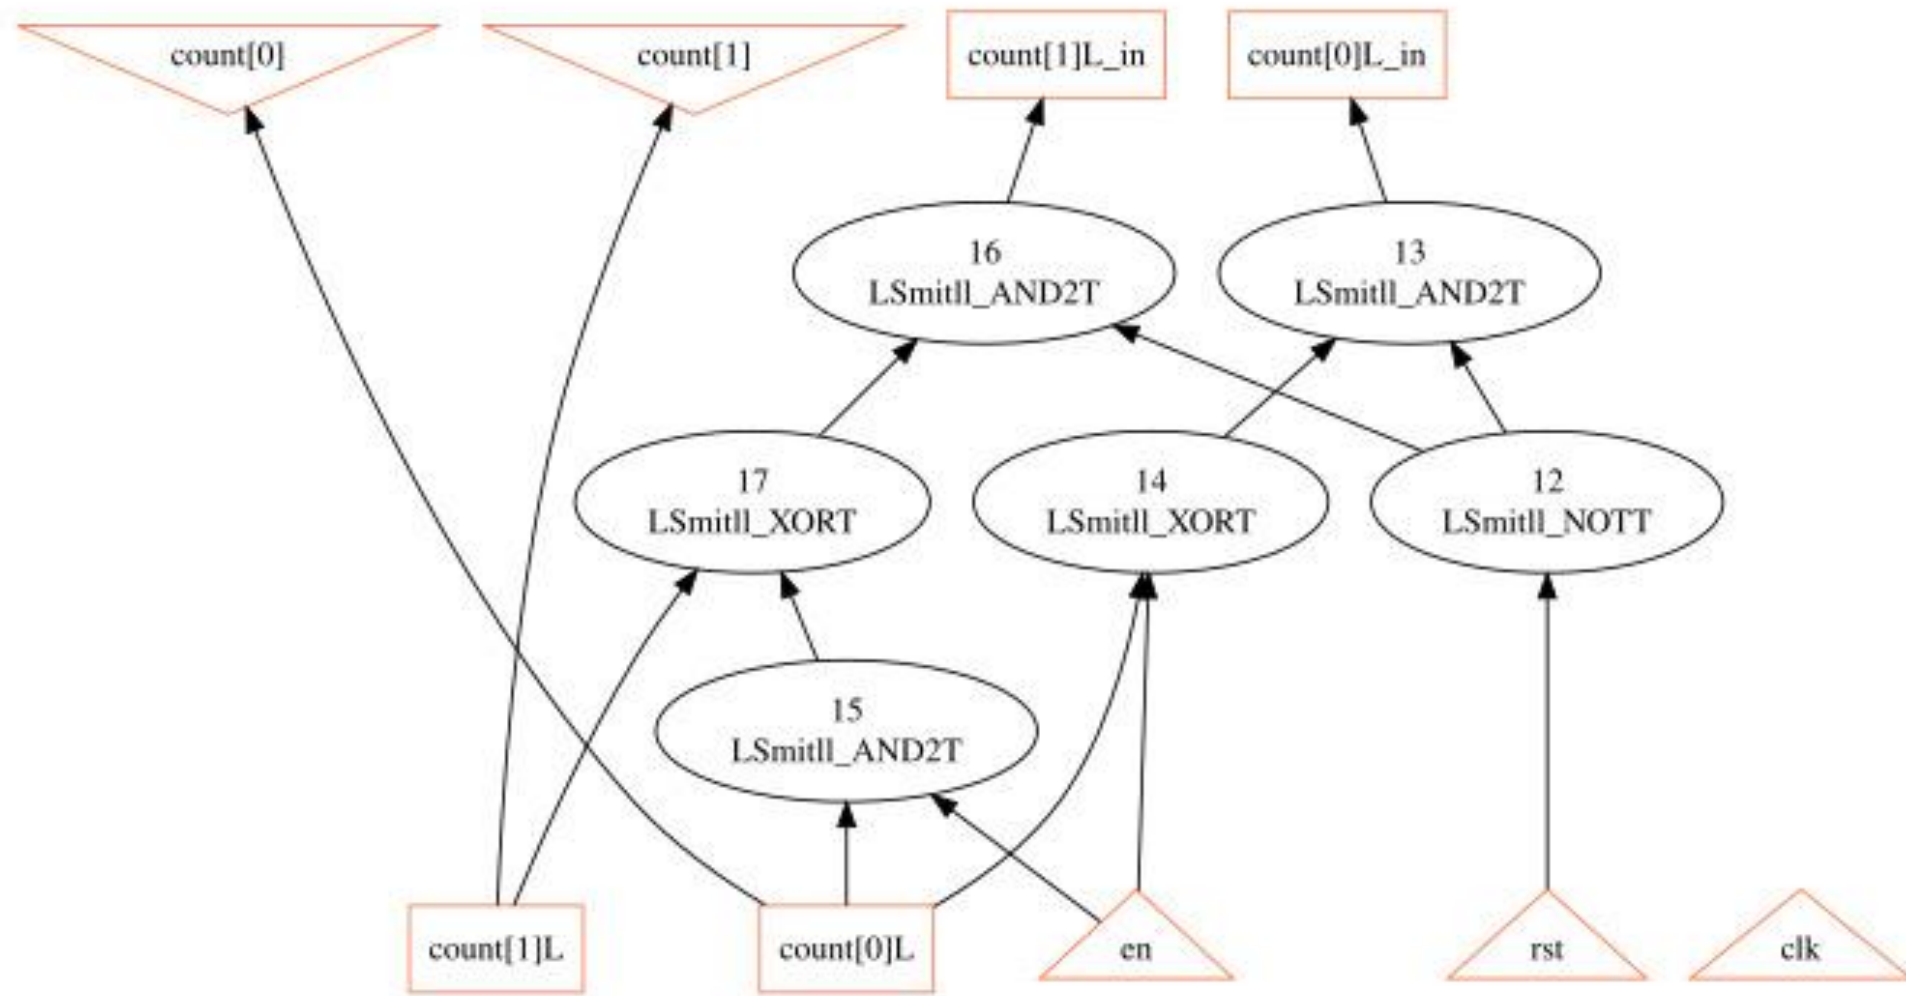 count[0]
count[1]
count[1]L_in
count[0]L_in
16
LSmitll_AND2T
13
LSmitll_AND2T
17
LSmitll_XORT
14
LSmitll_XORT
12
LSmitll_NOTT
15
LSmitll_AND2T
count[1]L
count[0]L
en
rst
clk